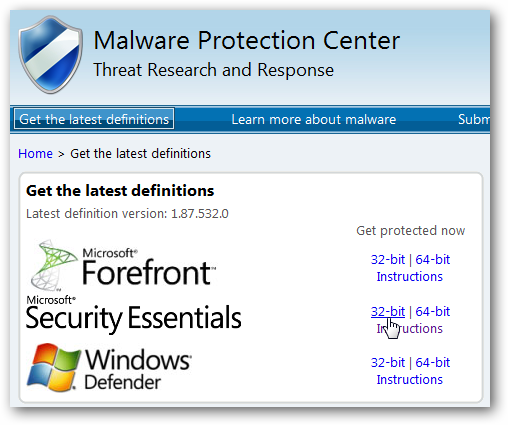 Malware Protection Center
Threat Research and Response
Get the latest definitions Learn more about malware Subm
Home > Get the latest definitions
Get the latest definitions
Latest definition version: 1.87.532.0
Get protected now
Microsoft®
Forefront™
32-bit | 64-bit
Instructions
Microsoft®
Security Essentials
32-bit | 64-bit
Instructions
Windows®
Defender
32-bit | 64-bit
Instructions